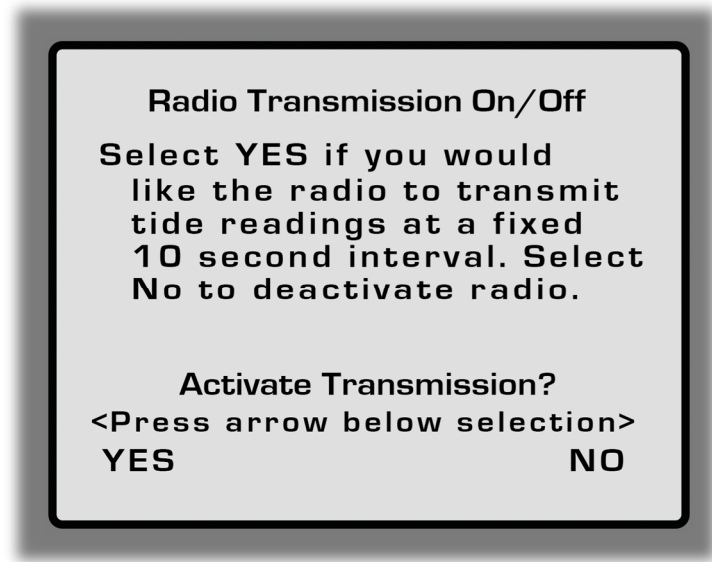 Radio Transmission On/Off
Select YES if you would
like the radio to transmit
tide readings at a fixed
10 second interval. Select
No to deactivate radio.
Activate Transmission?
<Press arrow below selection>
YES NO